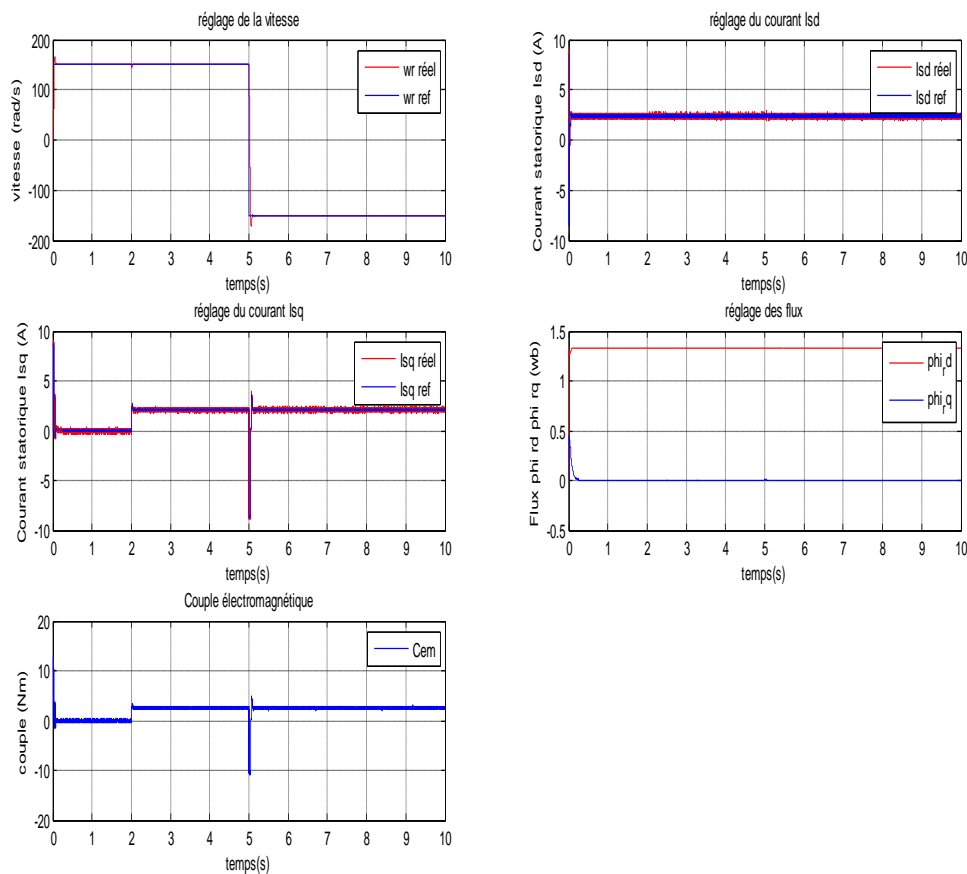 réglage de la vitesse
vitesse (rad/s)
200
100
0
-100
-200
wr réel
wr ref
0 1 2 3 4 5 6 7 8 9 10
temps(s)
réglage du courant Isd
Courant statorique Isd (A)
10
5
0
-5
-10
Isd réel
Isd ref
0 1 2 3 4 5 6 7 8 9 10
temps(s)
réglage du courant Isq
Courant statorique Isq (A)
10
5
0
-5
-10
Isq réel
Isq ref
0 1 2 3 4 5 6 7 8 9 10
temps(s)
réglage des flux
Flux phi rd phi rq (wb)
1.5
1
0.5
0
-0.5
phi_rd
phi_rq
0 1 2 3 4 5 6 7 8 9 10
temps(s)
Couple électromagnétique
couple (Nm)
20
10
0
-10
-20
Cem
0 1 2 3 4 5 6 7 8 9 10
temps(s)